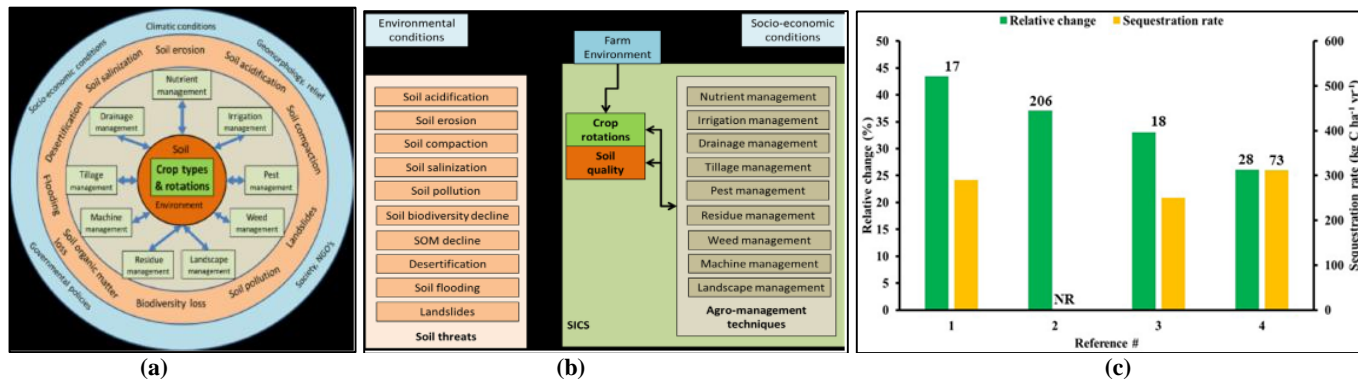 Climatic conditions
Geomorphology, relief
Society, NGO's
Governmental policies
Socio-economic conditions
Soil erosion
Soil acidification
Soil compaction
Landslides
Soil pollution
Biodiversity loss
Soil organic matter
loss
Flooding
Desertification
Soil salinization
Nutrient
management
Irrigation
management
Pest
management
Weed
management
Landscape
management
Residue
management
Machine
management
Tillage
management
Drainage
management
Soil
Crop types
& rotations
Environment
(a)
Environmental
conditions
Farm
Environment
Socio-economic
conditions
Soil acidification
Soil erosion
Soil compaction
Soil salinization
Soil pollution
Soil biodiversity decline
SOM decline
Desertification
Soil flooding
Landslides
Soil threats
Crop
rotations
Soil
quality
SICS
Nutrient management
Irrigation management
Drainage management
Tillage management
Pest management
Residue management
Weed management
Machine management
Landscape management
Agro-management
techniques
(b)
Relative change Sequestration rate
50
45
40
35
30
25
20
15
10
5
0
Relative change (%)
17
206
NR
18
28 73
600
500
400
300
200
100
0
Sequestration rate (kg C ha⁻¹ yr⁻¹)
1 2 3 4
Reference #
(c)